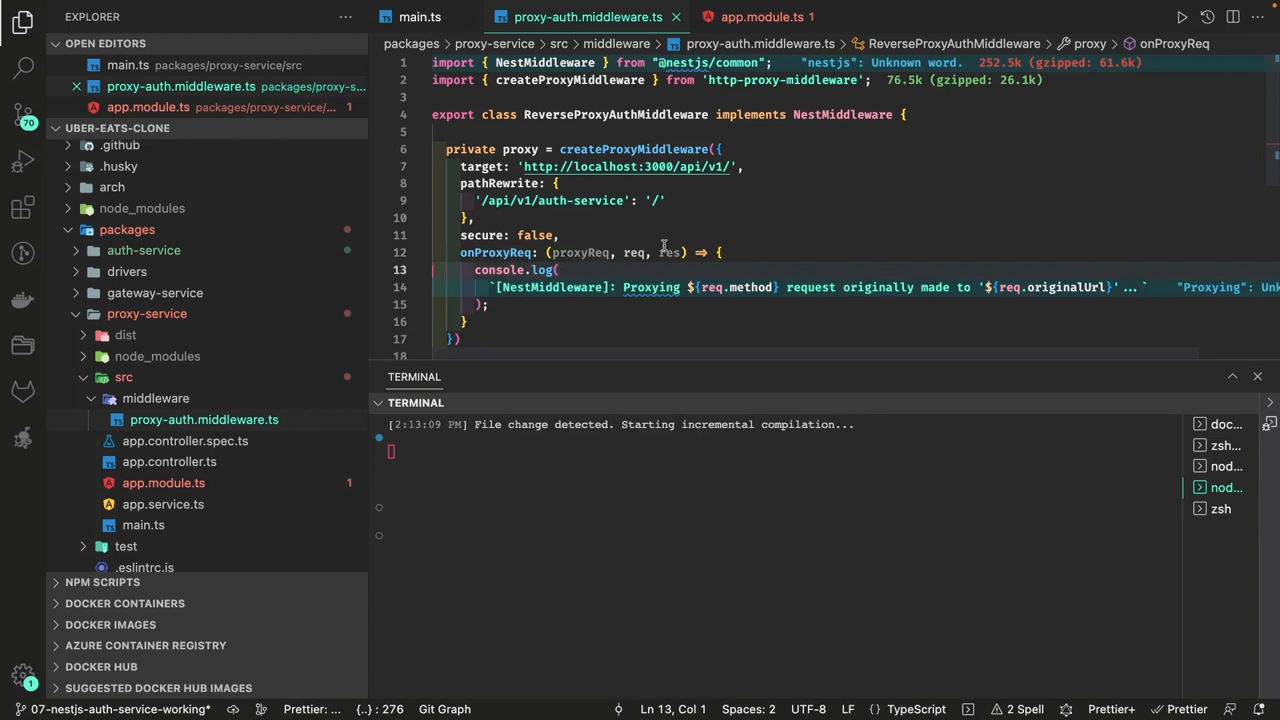 EXPLORER
main.ts
proxy-auth.middleware.ts
app.module.ts 1
OPEN EDITORS
packages proxy-service src middleware proxy-auth.middleware.ts ReverseProxyAuthMiddleware proxy onProxyReq
main.ts packages/proxy-service/src
proxy-auth.middleware.ts packages/proxy-s...
app.module.ts packages/proxy-service/... 1
UBER-EATS-CLONE
.github
.husky
arch
node_modules
packages
auth-service
drivers
gateway-service
proxy-service
dist
node_modules
src
middleware
proxy-auth.middleware.ts
app.controller.spec.ts
app.controller.ts
app.module.ts 1
app.service.ts
main.ts
test
.eslintrc.js
NPM SCRIPTS
DOCKER CONTAINERS
DOCKER IMAGES
AZURE CONTAINER REGISTRY
DOCKER HUB
SUGGESTED DOCKER HUB IMAGES
70
1
1 import { NestMiddleware } from "@nestjs/common"; "nestjs": Unknown word. 252.5k (gzipped: 61.6k)
2 import { createProxyMiddleware } from 'http-proxy-middleware'; 76.5k (gzipped: 26.1k)
3
4 export class ReverseProxyAuthMiddleware implements NestMiddleware {
5
6 private proxy = createProxyMiddleware({
7 target: 'http://localhost:3000/api/v1/',
8 pathRewrite: {
9 '/api/v1/auth-service': '/'
10 },
11 secure: false,
12 onProxyReq: (proxyReq, req, res) => {
13 console.log(
14 `[NestMiddleware]: Proxying ${req.method} request originally made to '${req.originalUrl}'...` "Proxying": Unk
15 );
16 }
17 })
18
TERMINAL
TERMINAL
[2:13:09 PM] File change detected. Starting incremental compilation...
doc...
zsh...
nod...
nod...
zsh
07-nestjs-auth-service-working* Prettier: ... {..} : 276 Git Graph Ln 13, Col 1 Spaces: 2 UTF-8 LF {} TypeScript 2 Spell Prettier+ Prettier